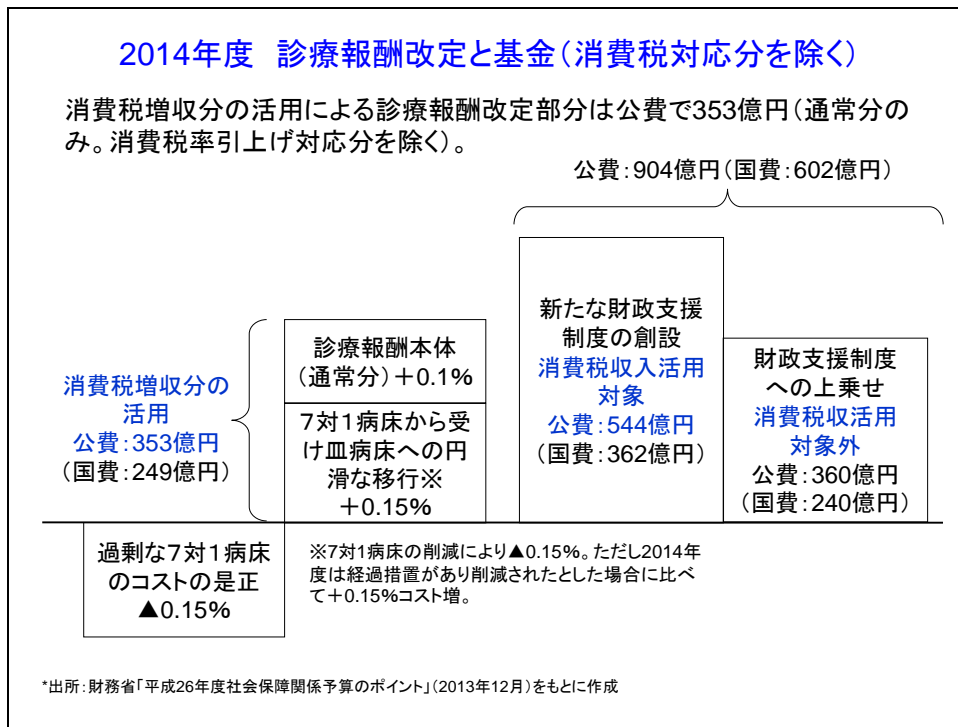 2014年度 診療報酬改定と基金(消費税対応分を除く)
消費税増収分の活用による診療報酬改定部分は公費で353億円(通常分の
み。消費税率引上げ対応分を除く)。
公費:904億円(国費:602億円)
消費税増収分の
活用
公費:353億円
(国費:249億円)
診療報酬本体
(通常分)+0.1%
7対1病床から受
け皿病床への円
滑な移行※
+0.15%
新たな財政支援
制度の創設
消費税収入活用
対象
公費:544億円
(国費:362億円)
財政支援制度
への上乗せ
消費税収活用
対象外
公費:360億円
(国費:240億円)
過剰な7対1病床
のコストの是正
▲0.15%
※7対1病床の削減により▲0.15%。ただし2014年
度は経過措置があり削減されたとした場合に比べ
て+0.15%コスト増。
*出所:財務省「平成26年度社会保障関係予算のポイント」(2013年12月)をもとに作成